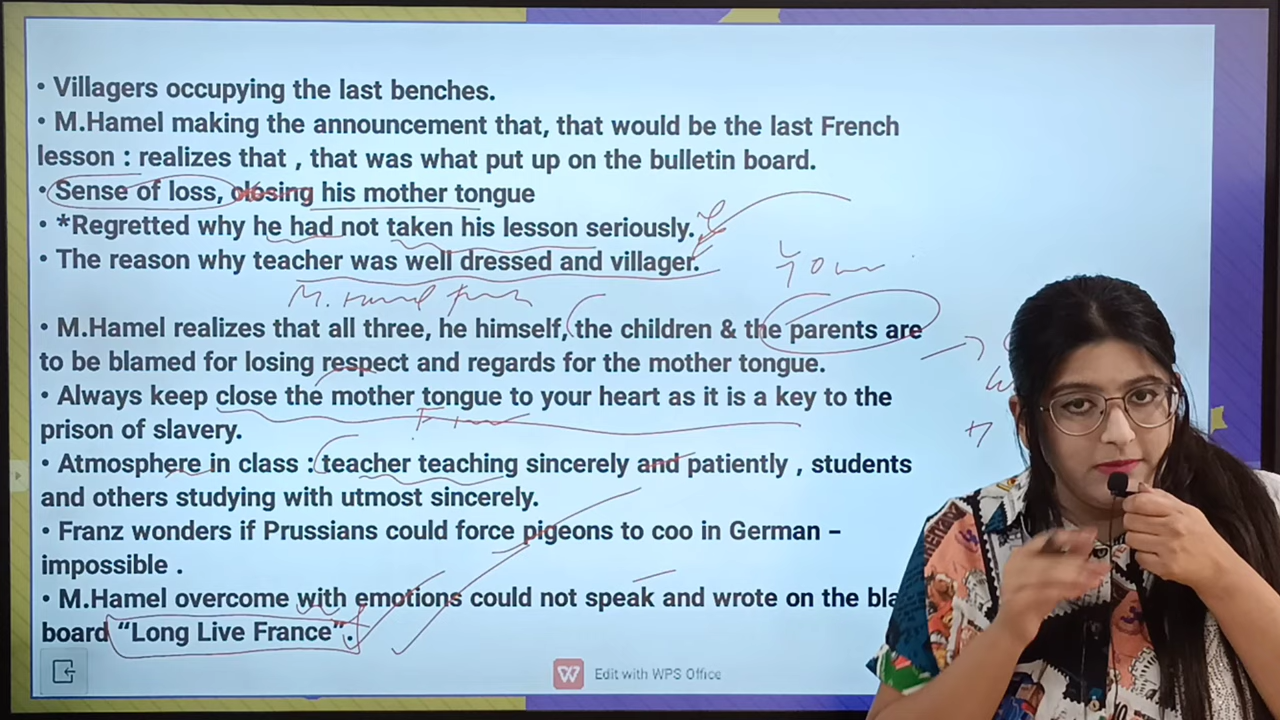 • Villagers occupying the last benches.
• M.Hamel making the announcement that, that would be the last French
lesson : realizes that , that was what put up on the bulletin board.
• Sense of loss, closing his mother tongue
• *Regretted why he had not taken his lesson seriously.
• The reason why teacher was well dressed and villager.
M. Hamel
• M.Hamel realizes that all three, he himself, the children & the parents are
to be blamed for losing respect and regards for the mother tongue.
• Always keep close the mother tongue to your heart as it is a key to the
prison of slavery.
• Atmosphere in class : teacher teaching sincerely and patiently , students
and others studying with utmost sincerely.
• Franz wonders if Prussians could force pigeons to coo in German –
impossible .
• M.Hamel overcome with emotions could not speak and wrote on the bla
board “Long Live France”.
Edit with WPS Office